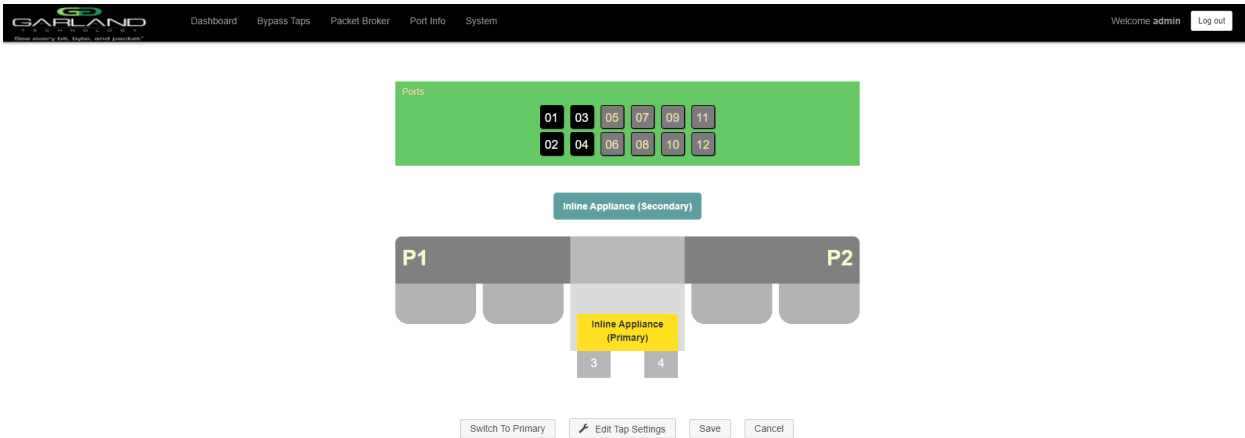 GARLAND
TECHNOLOGY
See every bit, byte, and packet®
Dashboard Bypass Taps Packet Broker Port Info System
Welcome admin Log out
Ports
01 03 05 07 09 11
02 04 06 08 10 12
Inline Appliance (Secondary)
P1 P2
Inline Appliance
(Primary)
3 4
Switch To Primary Edit Tap Settings Save Cancel